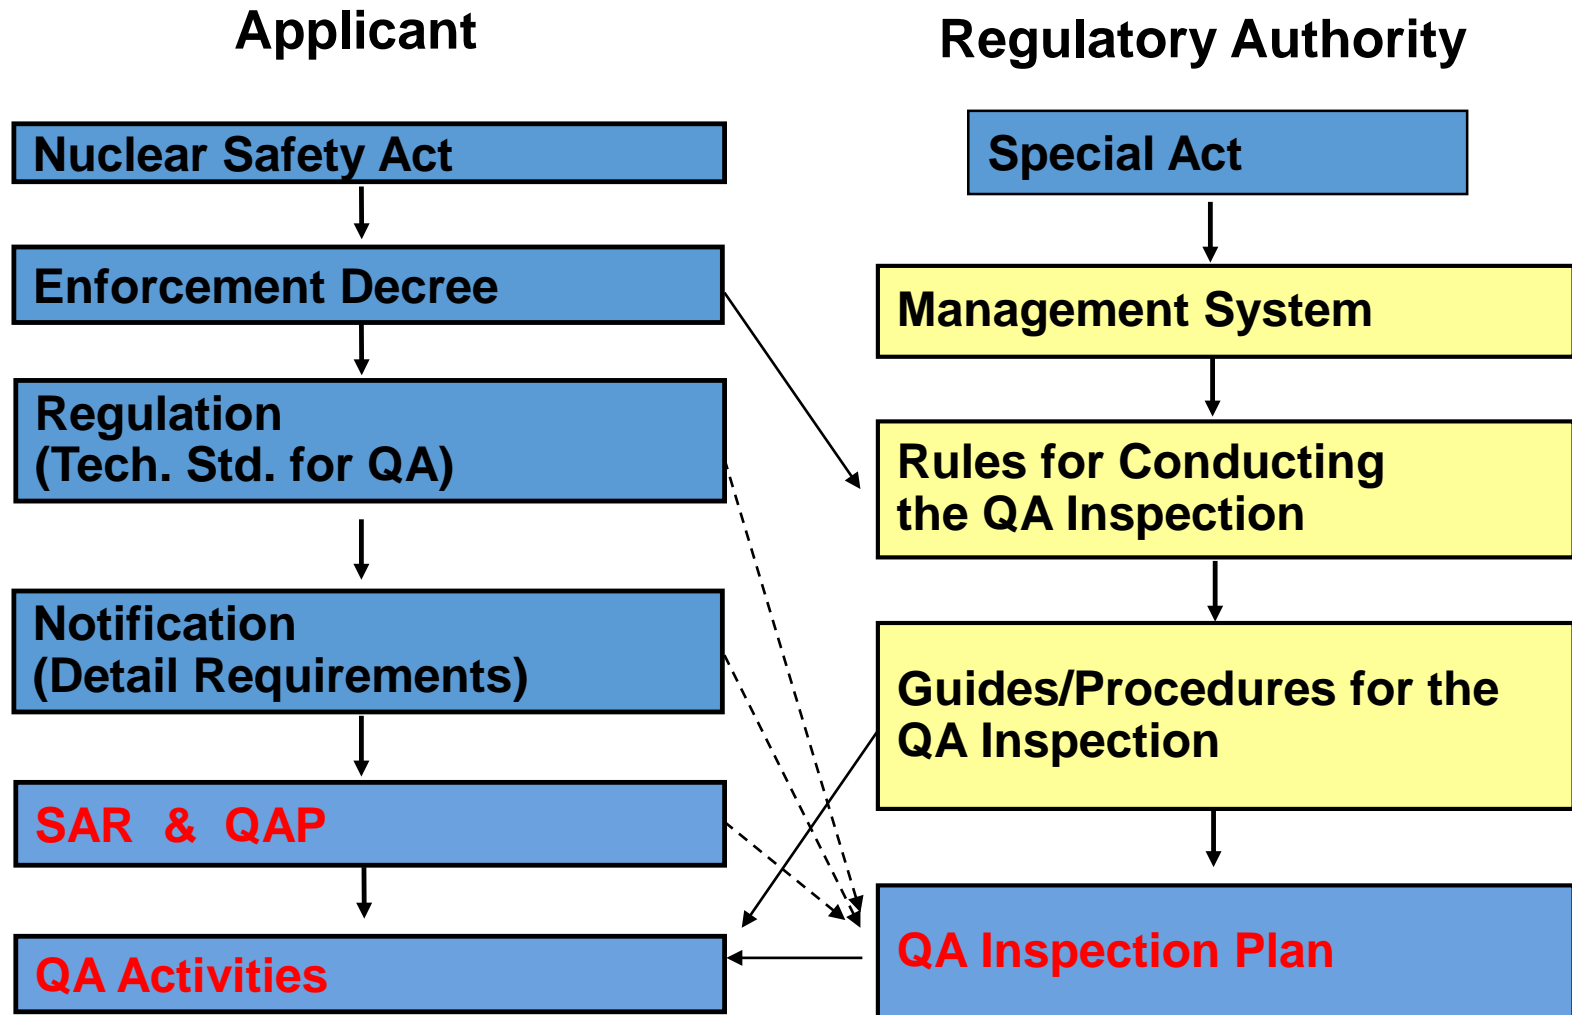 Applicant
Nuclear Safety Act
Enforcement Decree
Regulation
(Tech. Std. for QA)
Notification
(Detail Requirements)
SAR & QAP
QA Activities
Regulatory Authority
Special Act
Management System
Rules for Conducting
the QA Inspection
Guides/Procedures for the
QA Inspection
QA Inspection Plan